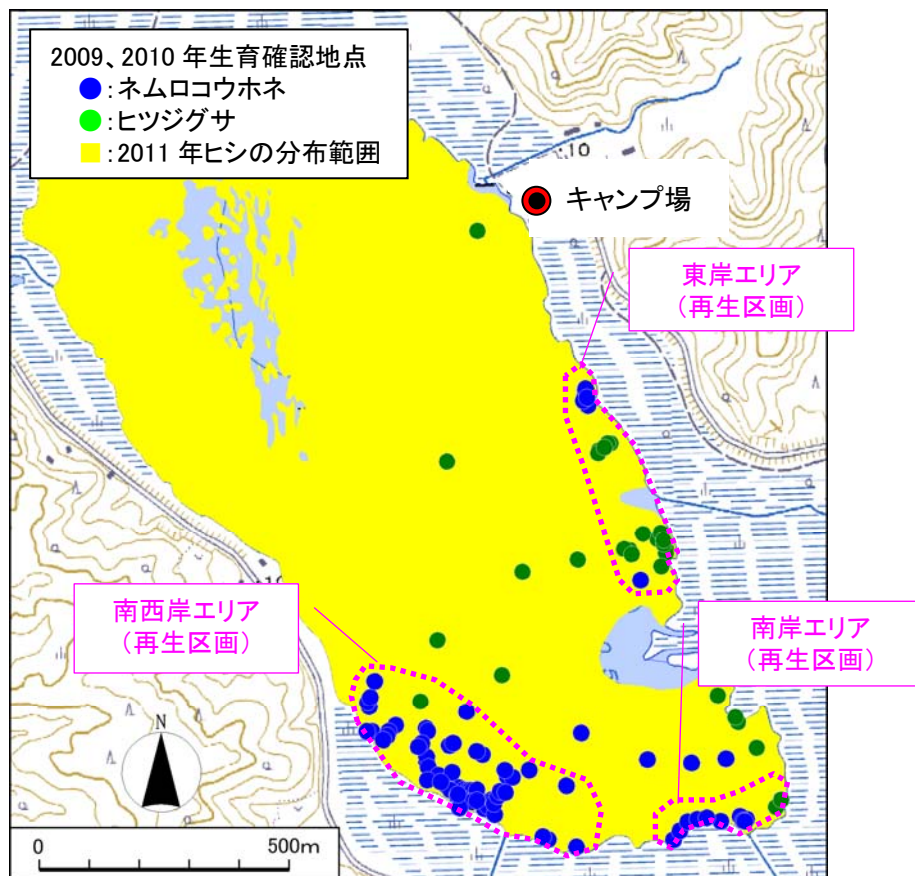 2009、2010 年生育確認地点
●:ネムロコウホネ
●:ヒツジグサ
■:2011 年ヒシの分布範囲
:10
キャンプ場
東岸エリア
（再生区画）
南西岸エリア
（再生区画）
南岸エリア
（再生区画）
N
0 500m